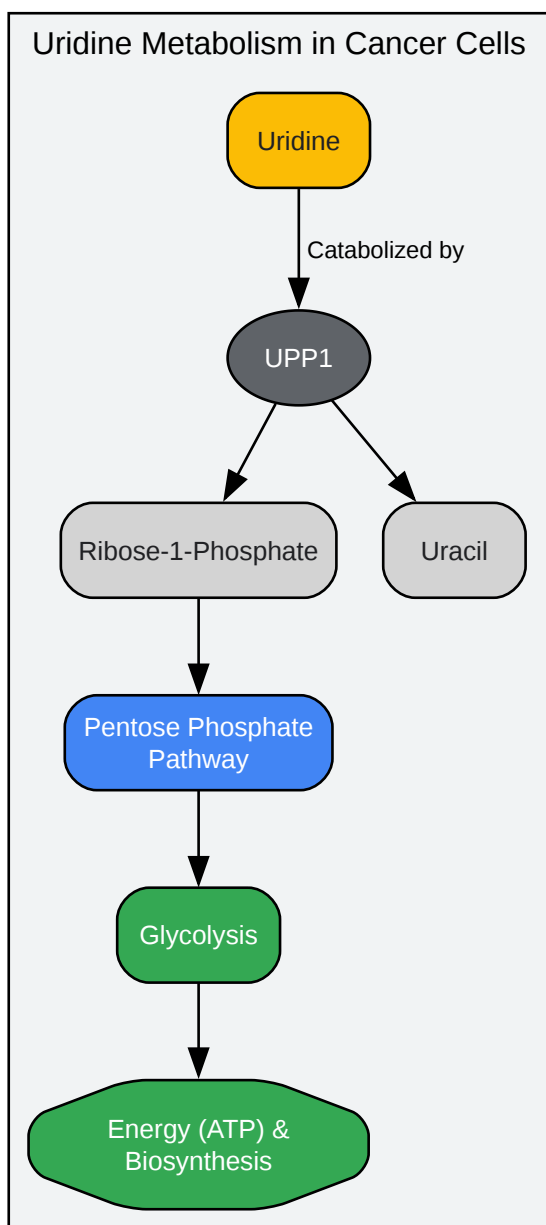 Uridine Metabolism in Cancer Cells
Uridine
Catabolized by
UPP1
Ribose-1-Phosphate
Uracil
Pentose Phosphate
Pathway
Glycolysis
Energy (ATP) &
Biosynthesis